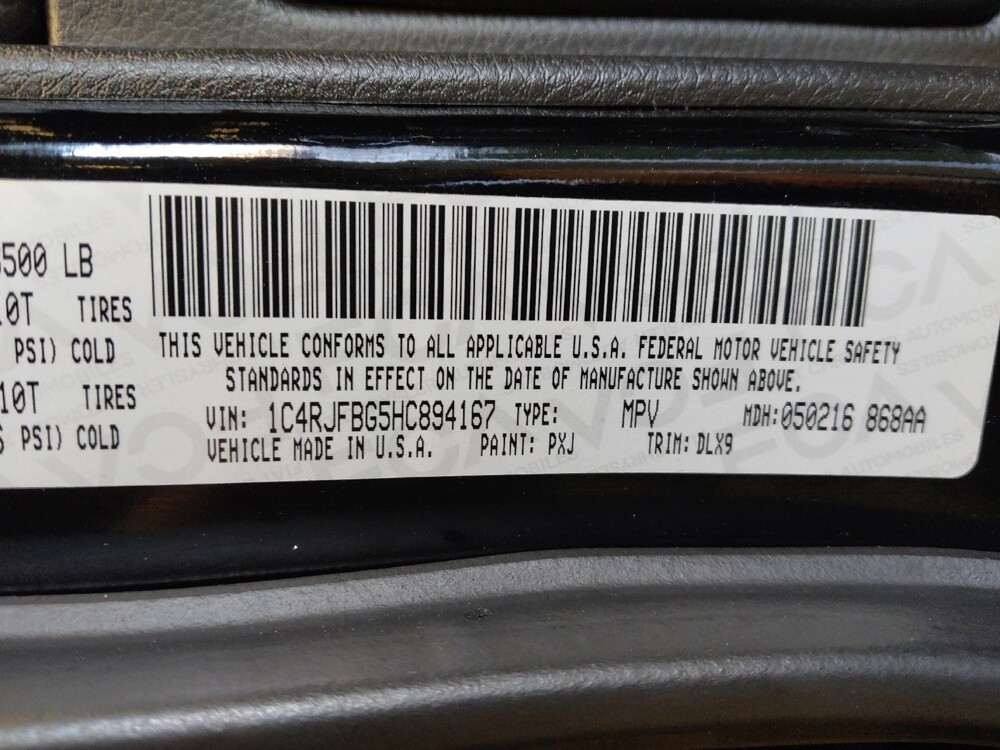 500 LB
0T TIRES
PSI) COLD
10T TIRES
PSI) COLD
THIS VEHICLE CONFORMS TO ALL APPLICABLE U.S.A. FEDERAL MOTOR VEHICLE SAFETY
STANDARDS IN EFFECT ON THE DATE OF MANUFACTURE SHOWN ABOVE.
VIN: 1C4RJFBG5HC894167 TYPE: MPV MDH: 050216 868AA
VEHICLE MADE IN U.S.A. PAINT: PXJ TRIM: DLX9